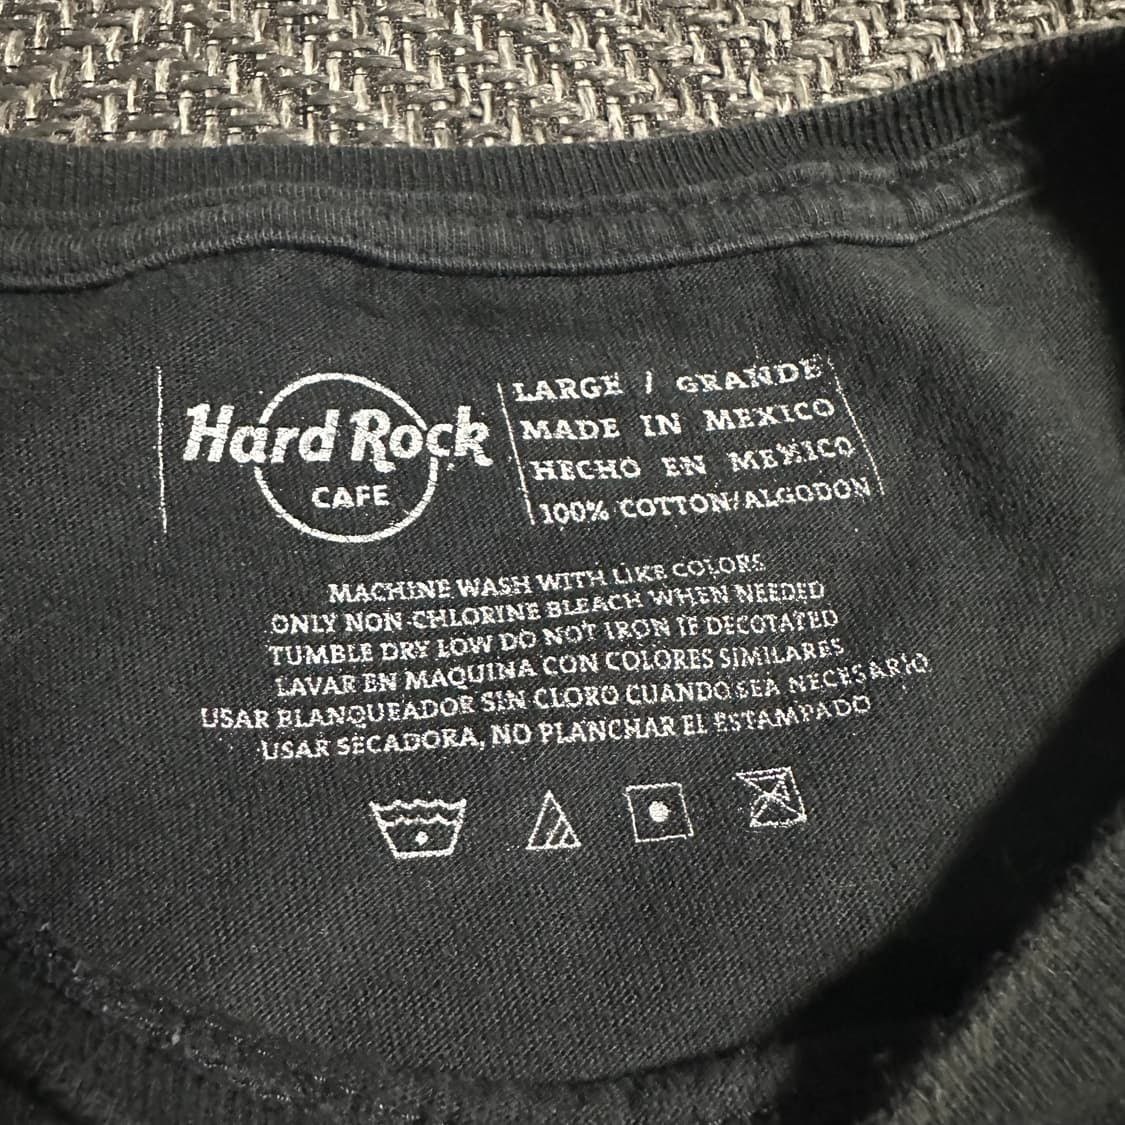 Hard Rock
CAFE
LARGE / GRANDE
MADE IN MEXICO
HECHO EN MEXICO
100% COTTON/ALGODON
MACHINE WASH WITH LIKE COLORS
ONLY NON-CHLORINE BLEACH WHEN NEEDED
TUMBLE DRY LOW DO NOT IRON IF DECOTATED
LAVAR EN MAQUINA CON COLORES SIMILARES
USAR BLANQUEADOR SIN CLORO CUANDO SEA NECESARIO
USAR SECADORA, NO PLANCHAR EL ESTAMPADO